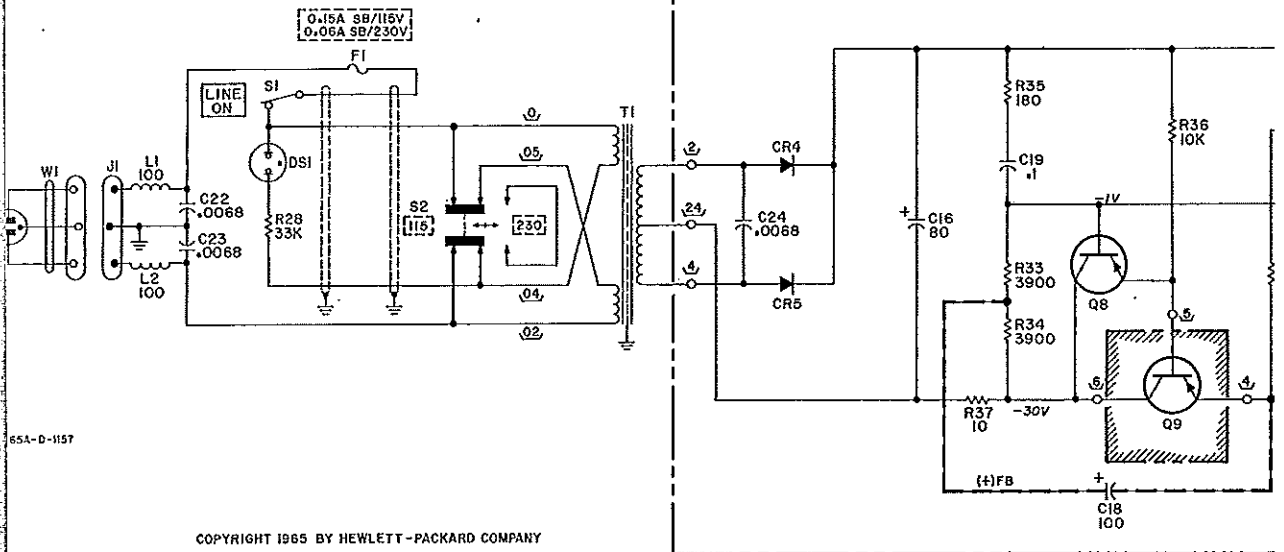 0.15A SB/115V
0.06A SB/230V
F1
LINE
ON
S1
T1
W1
J1
L1
100
C22
.0068
C23
.0068
L2
100
DS1
R28
33K
S2
115
230
0
05
04
02
2
24
4
CR4
C24
.0068
CR5
+
C16
80
R35
180
C19
.1
R36
10K
-1V
R33
3900
R34
3900
Q8
5
6
4
Q9
R37
10
-30V
(+)FB
+
C18
100
65A-D-1157
COPYRIGHT 1965 BY HEWLETT-PACKARD COMPANY